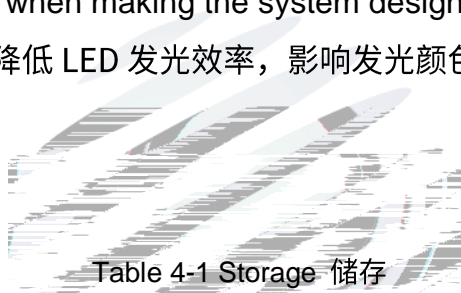 when making the system design
降低 LED 发光效率，影响发光颜色
Table 4-1 Storage 储存